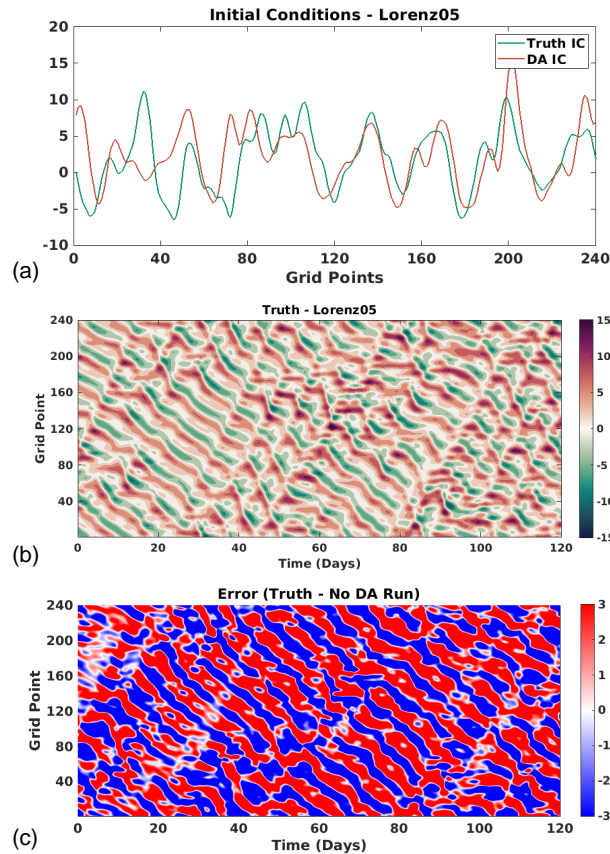 Initial Conditions - Lorenz05
20
15
10
5
0
-5
-10
Truth IC
DA IC
0 40 80 120 160 200 240
Grid Points
(a)
Truth - Lorenz05
240
200
160
120
80
40
Grid Point
0 20 40 60 80 100 120
Time (Days)
15
10
5
0
-5
-10
-15
(b)
Error (Truth - No DA Run)
240
200
160
120
80
40
Grid Point
0 20 40 60 80 100 120
Time (Days)
3
2
1
0
-1
-2
-3
(c)